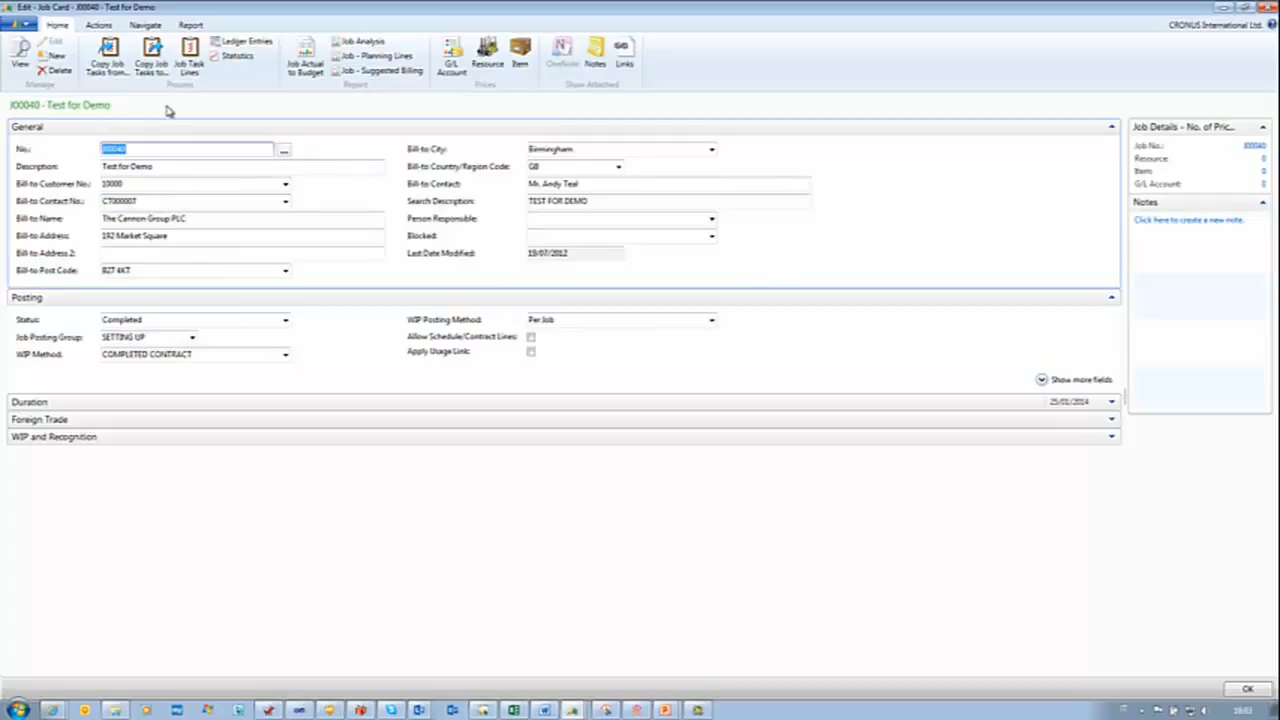 Edit - Job Card - J00040 - Test for Demo
Home Actions Navigate Report
CRONUS International Ltd.
View
Edit
New
Delete
Manage
Copy Job Tasks from...
Copy Job Tasks to...
Job Task Lines
Ledger Entries
Statistics
Process
Job Actual to Budget
Job Analysis
Job - Planning Lines
Job - Suggested Billing
Report
G/L Account
Resource
Item
Prices
OneNote
Notes
Links
Show Attached
J00040 - Test for Demo
General
No.: J00040
Description: Test for Demo
Bill-to Customer No.: 10000
Bill-to Contact No.: CT000007
Bill-to Name: The Cannon Group PLC
Bill-to Address: 192 Market Square
Bill-to Address 2:
Bill-to Post Code: B27 4KT
Bill-to City: Birmingham
Bill-to Country/Region Code: GB
Bill-to Contact: Mr. Andy Teal
Search Description: TEST FOR DEMO
Person Responsible:
Blocked:
Last Date Modified: 19/07/2012
Posting
Status: Completed
Job Posting Group: SETTING UP
WIP Method: COMPLETED CONTRACT
WIP Posting Method: Per Job
Allow Schedule/Contract Lines:
Apply Usage Link:
Show more fields
Duration 25/01/2014
Foreign Trade
WIP and Recognition
Job Details - No. of Pric...
Job No.: J00040
Resource: 0
Item: 0
G/L Account: 0
Notes
Click here to create a new note.
OK
IT
16:03